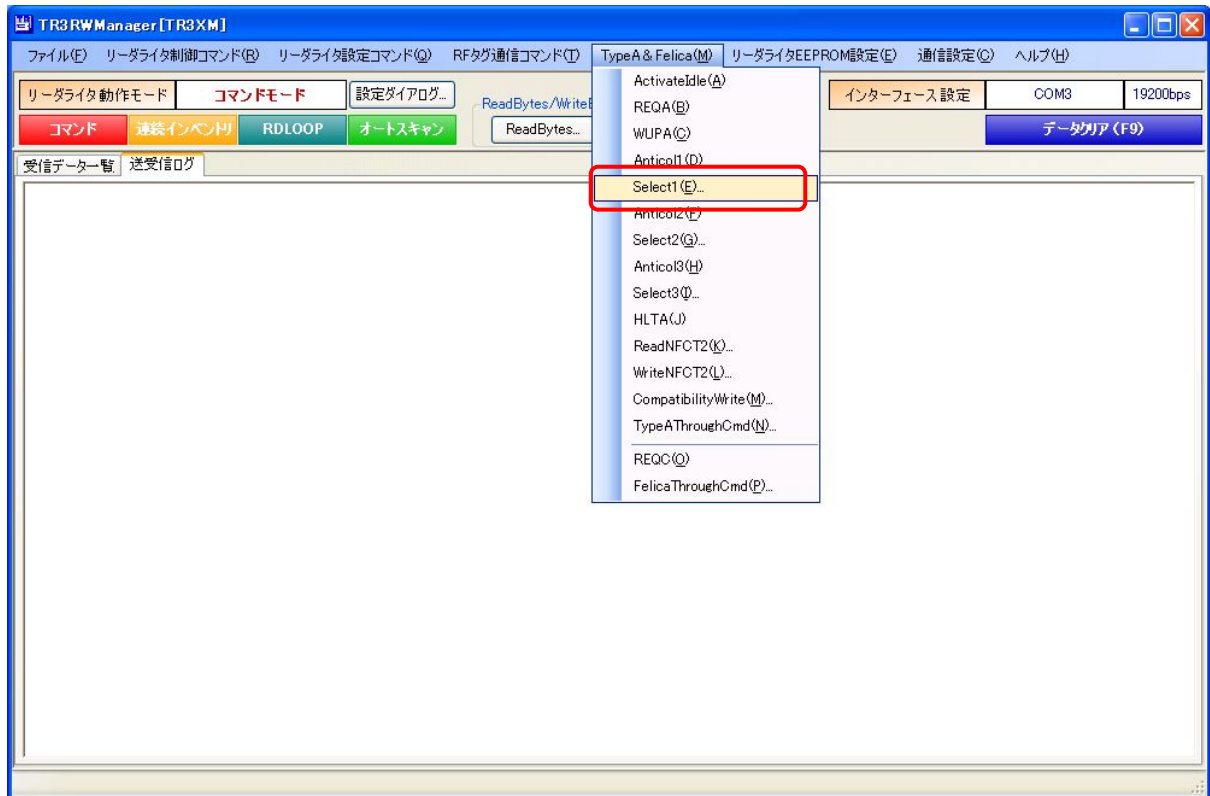 TR3RWManager[TR3XM]
ファイル(F) リーダライタ制御コマンド(R) リーダライタ設定コマンド(Q) RFタグ通信コマンド(T) TypeA&Felica(M) リーダライタEEPROM設定(E) 通信設定(C) ヘルプ(H)
リーダライタ動作モード コマンドモード 設定ダイアログ... ReadBytes/Write インターフェース設定 COM3 19200bps
コマンド 連続インベントリ RDLOOP オートスキャン ReadBytes... データクリア(F9)
受信データ一覧 送受信ログ
ActivateIdle(A)
REQA(B)
WUPA(C)
Anticol1(D)
Select1(E)...
Anticol2(F)
Select2(G)...
Anticol3(H)
Select3(I)...
HLTA(J)
ReadNFCT2(K)...
WriteNFCT2(L)...
CompatibilityWrite(M)...
TypeAThroughCmd(N)...
REQC(O)
FelicaThroughCmd(P)...